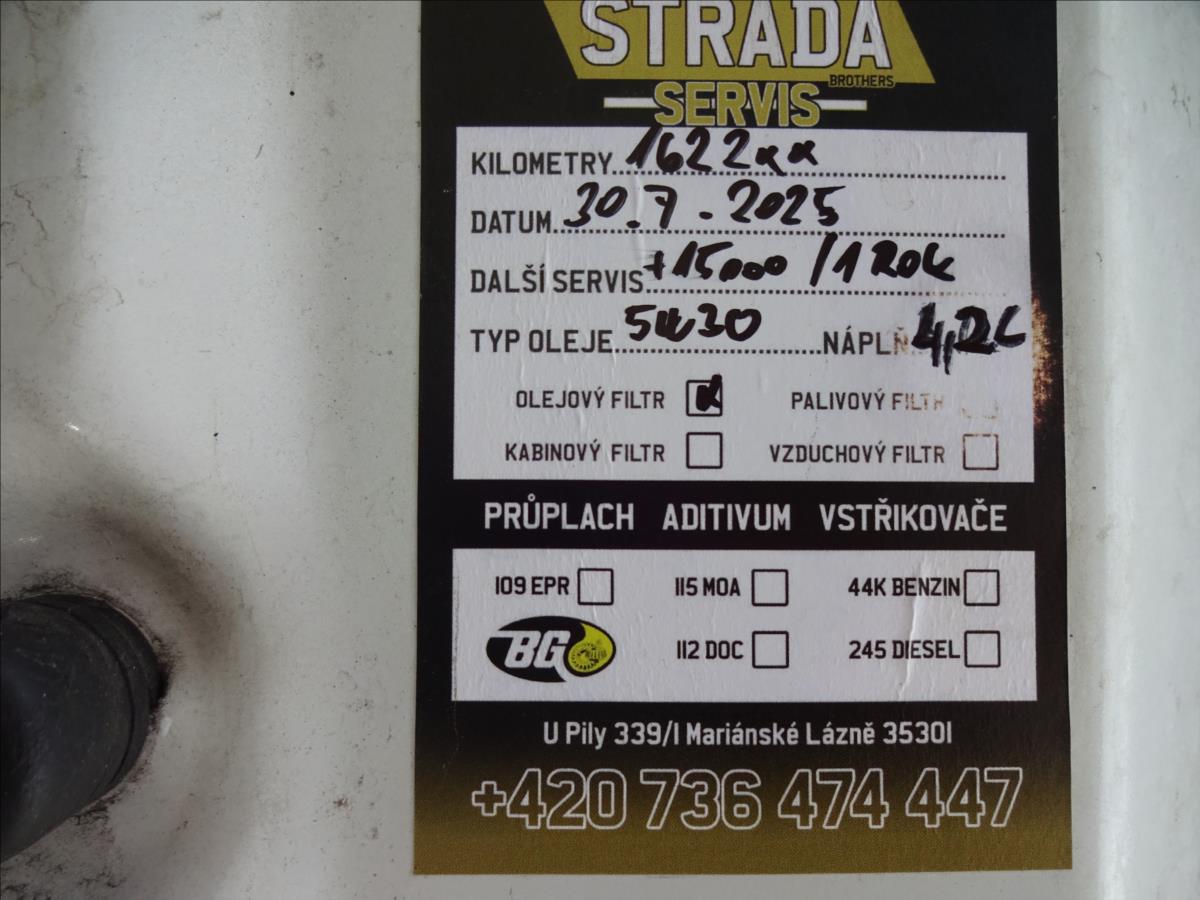 STRADA
BROTHERS
SERVIS
KILOMETRY 1622xx
DATUM 30.7.2025
DALŠÍ SERVIS +15000 /1 ROK
TYP OLEJE 5W30 NÁPLŇ
OLEJOVÝ FILTR PALIVOVÝ FILTR
KABINOVÝ FILTR VZDUCHOVÝ FILTR
PRŮPLACH ADITIVUM VSTŘIKOVAČE
109 EPR 115 MOA 44K BENZIN
BG 112 DOC 245 DIESEL
U Pily 339/1 Mariánské Lázně 35301
+420 736 474 447